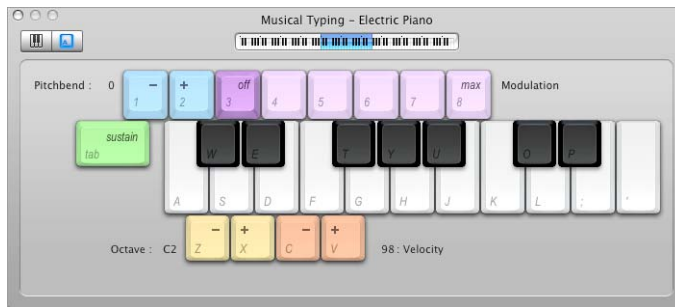 Musical Typing – Electric Piano
Pitchbend : 0 – + off max Modulation
1 2 3 4 5 6 7 8
sustain
tab
W E T Y U O P
A S D F G H J K L ; '
– + – +
Octave : C2 Z X C V 98: Velocity